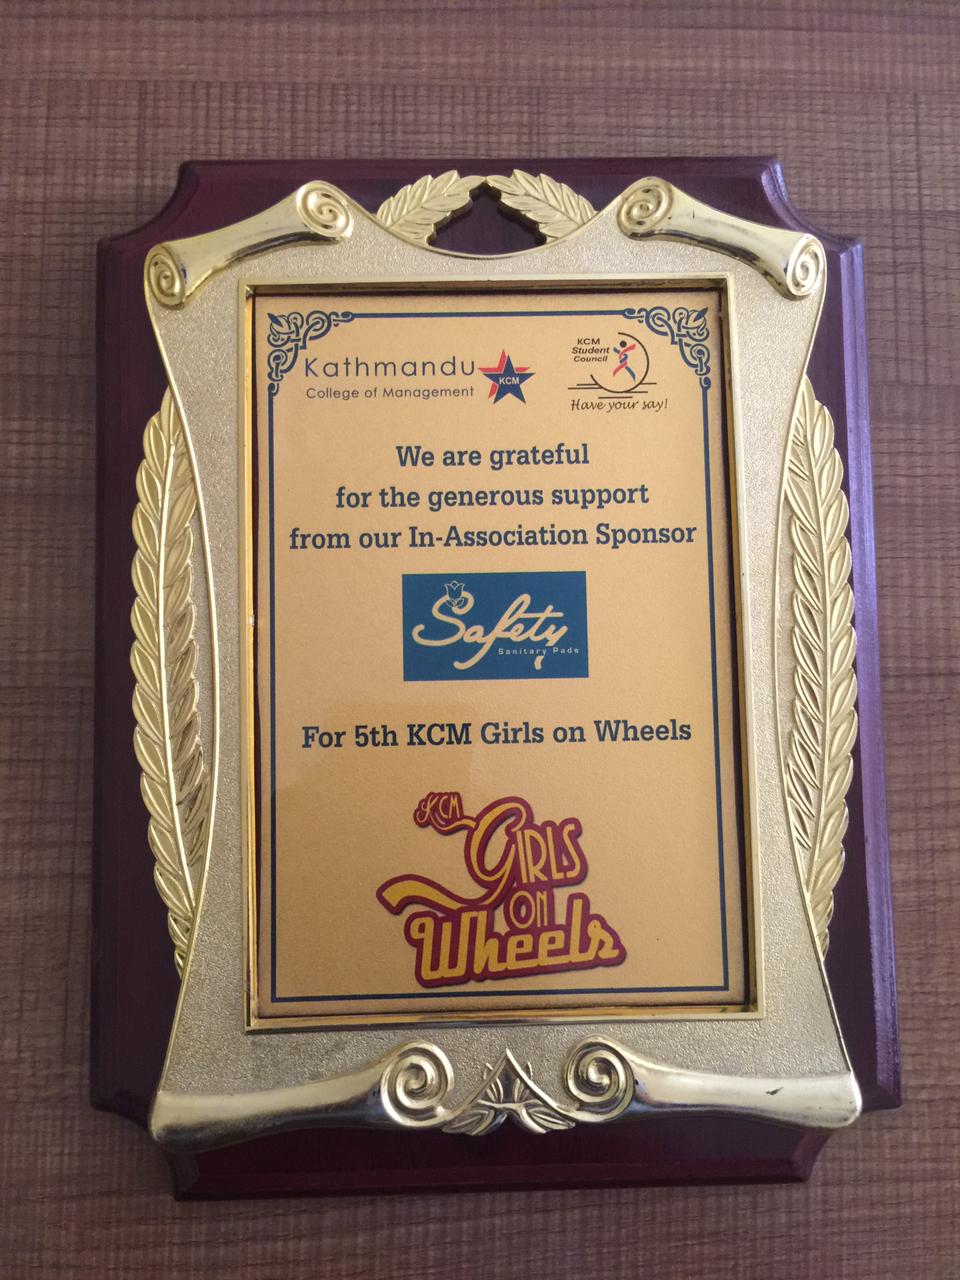 Kathmandu
College of Management
KCM
KCM
Student
Council
Have your say!
We are grateful
for the generous support
from our In-Association Sponsor
Safety
Sanitary Pads
For 5th KCM Girls on Wheels
KCM
GIRLS
ON
Wheels